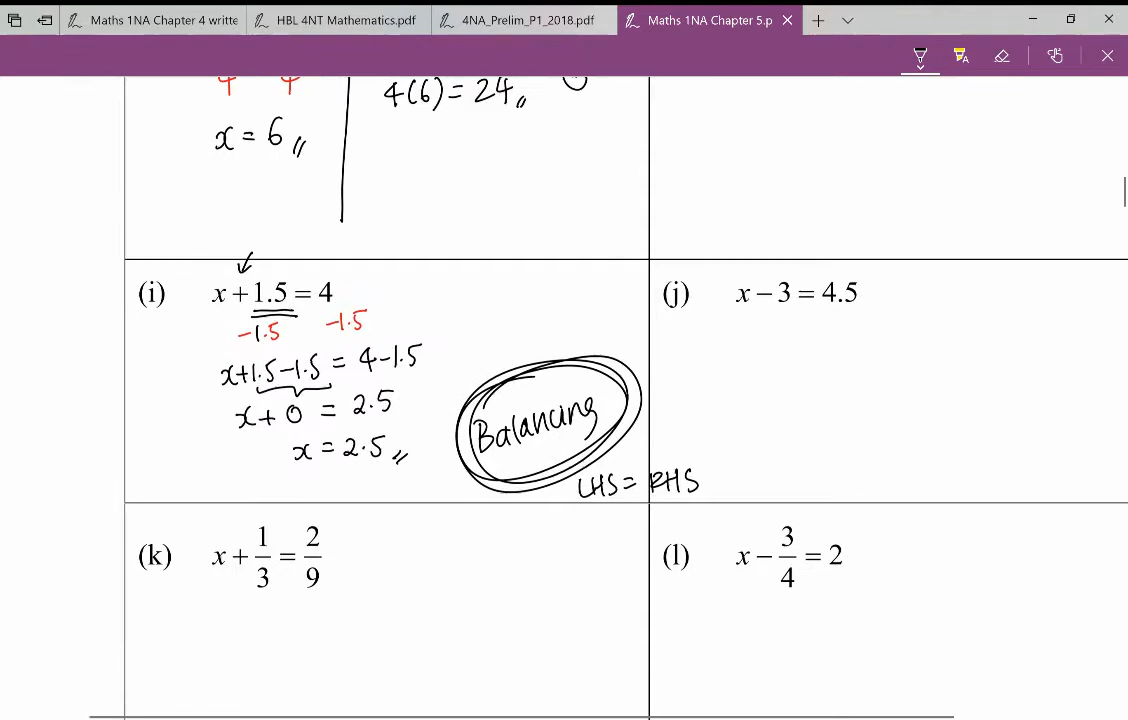 Maths 1NA Chapter 4 writte
HBL 4NT Mathematics.pdf
4NA_Prelim_P1_2018.pdf
Maths 1NA Chapter 5.p
4 4
4(6) = 24
x = 6
(i) x + 1.5 = 4
-1.5 -1.5
x+1.5-1.5 = 4-1.5
x + 0 = 2.5
x = 2.5
Balancing
LHS = RHS
(j) x − 3 = 4.5
(k) x + 1/3 = 2/9
(l) x − 3/4 = 2